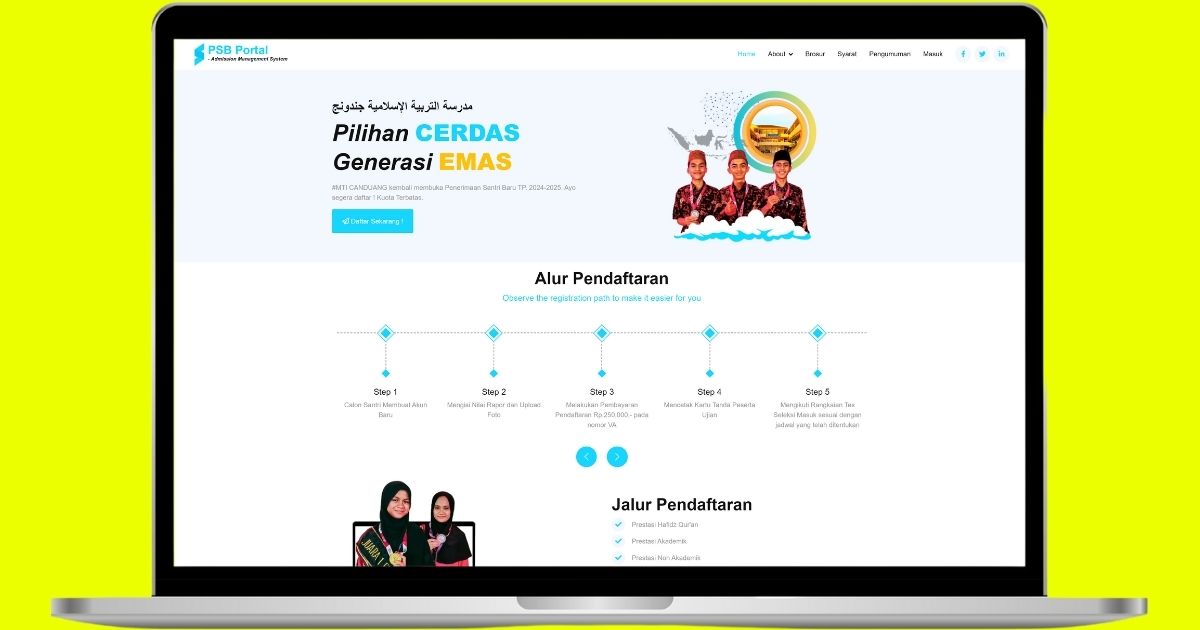 PSB Portal
- Admission Management System
Home About Brosur Syarat Pengumuman Masuk
مدرسة التربية الإسلامية جندونج
Pilihan CERDAS
Generasi EMAS
#MTI CANDUANG kembali membuka Penerimaan Santri Baru TP. 2024-2025. Ayo
segera daftar ! Kuota Terbatas.
Daftar Sekarang !
Alur Pendaftaran
Observe the registration path to make it easier for you
Step 1
Calon Santri Membuat Akun
Baru
Step 2
Mengisi Nilai Rapor dan Upload
Foto
Step 3
Melakukan Pembayaran
Pendaftaran Rp.250.000,- pada
nomor VA
Step 4
Mencetak Kartu Tanda Peserta
Ujian
Step 5
Mengikuti Rangkaian Tes
Seleksi Masuk sesuai dengan
jadwal yang telah ditentukan
JUARA 1
Jalur Pendaftaran
Prestasi Hafidz Qur'an
Prestasi Akademik
Prestasi Non Akademik